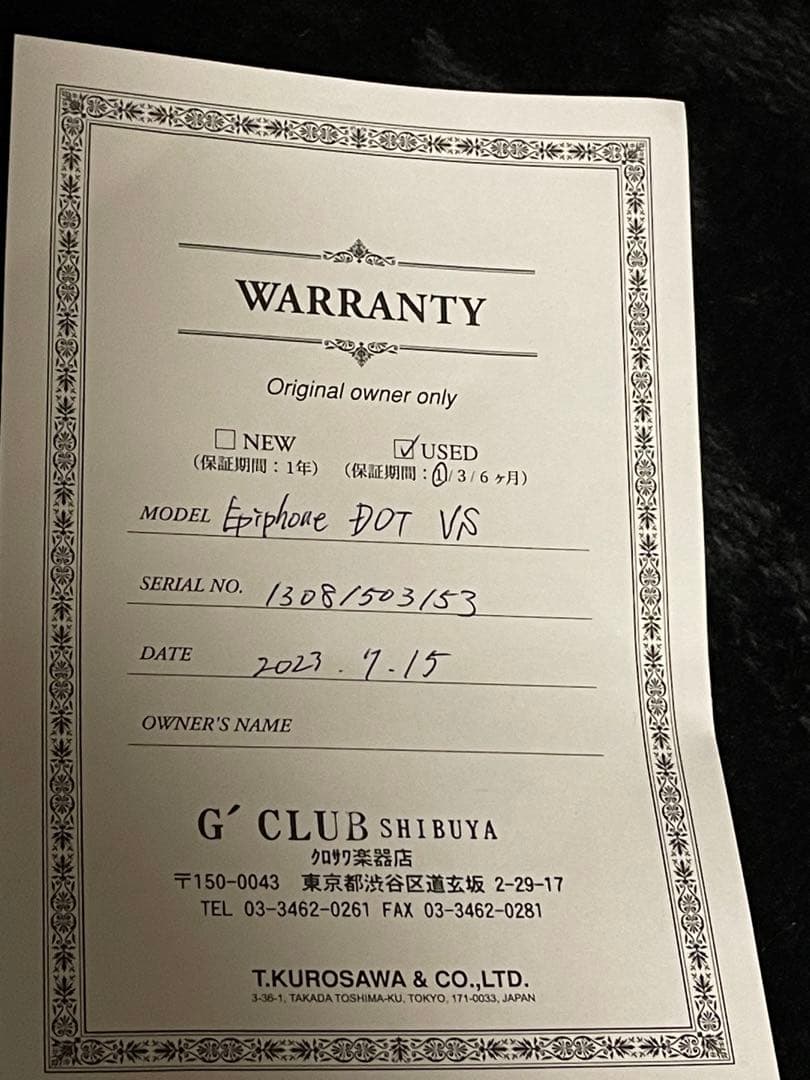 WARRANTY
Original owner only
☐ NEW ☑ USED
(保証期間：1年) (保証期間：①/3/6ヶ月)
MODEL Epiphone DOT VS
SERIAL NO. 13081503153
DATE 2023.7.15
OWNER'S NAME
G' CLUB SHIBUYA
クロサワ楽器店
〒150-0043 東京都渋谷区道玄坂 2-29-17
TEL 03-3462-0261 FAX 03-3462-0281
T.KUROSAWA & CO.,LTD.
3-36-1, TAKADA TOSHIMA-KU, TOKYO, 171-0033, JAPAN